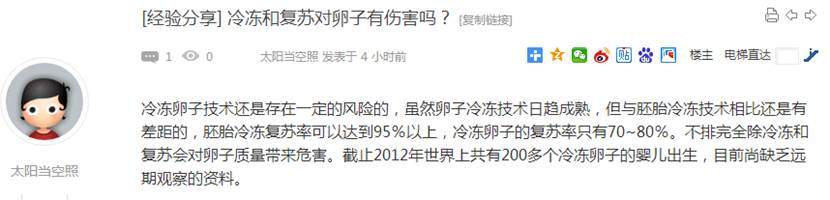 [经验分享] 冷冻和复苏对卵子有伤害吗？ [复制链接]
1 0 太阳当空照 发表于 4 小时前 贴 楼主 电梯直达
冷冻卵子技术还是存在一定的风险的，虽然卵子冷冻技术日趋成熟，但与胚胎冷冻技术相比还是有
差距的，胚胎冷冻复苏率可以达到95%以上，冷冻卵子的复苏率只有70~80%。不排完全除冷冻和
复苏会对卵子质量带来危害。截止2012年世界上共有200多个冷冻卵子的婴儿出生，目前尚缺乏远
期观察的资料。
太阳当空照